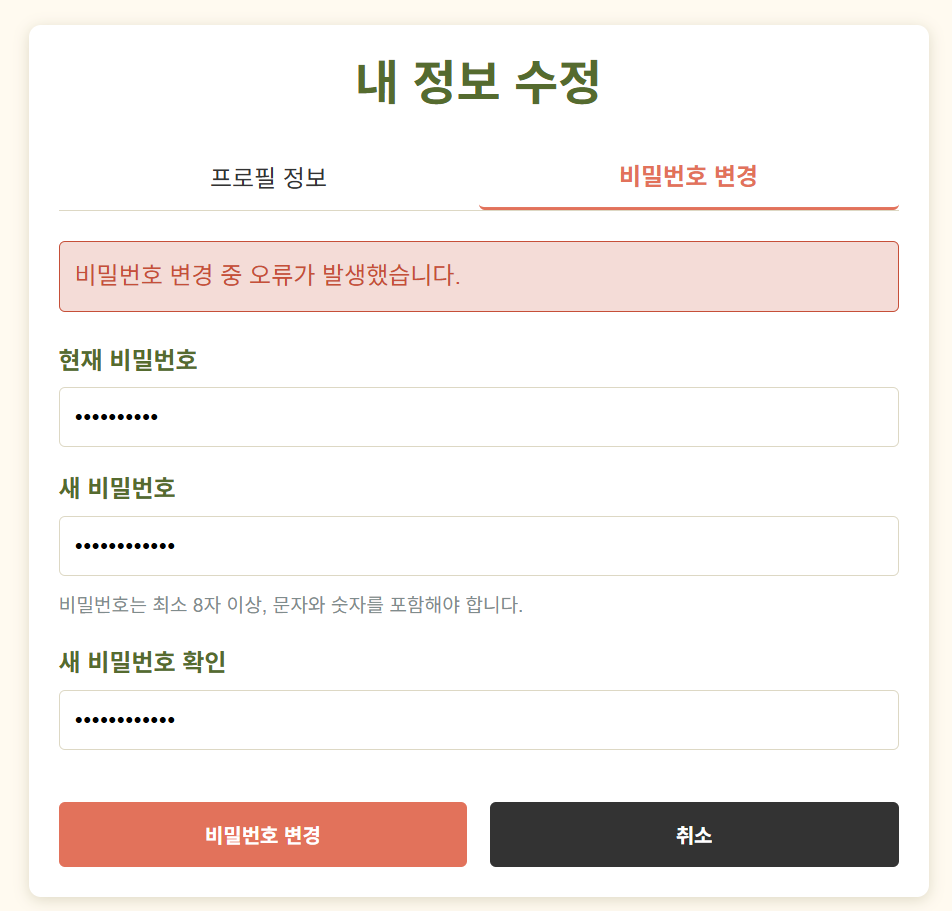 내 정보 수정
프로필 정보
비밀번호 변경
비밀번호 변경 중 오류가 발생했습니다.
현재 비밀번호
••••••••••
새 비밀번호
••••••••••••
비밀번호는 최소 8자 이상, 문자와 숫자를 포함해야 합니다.
새 비밀번호 확인
••••••••••••
비밀번호 변경
취소